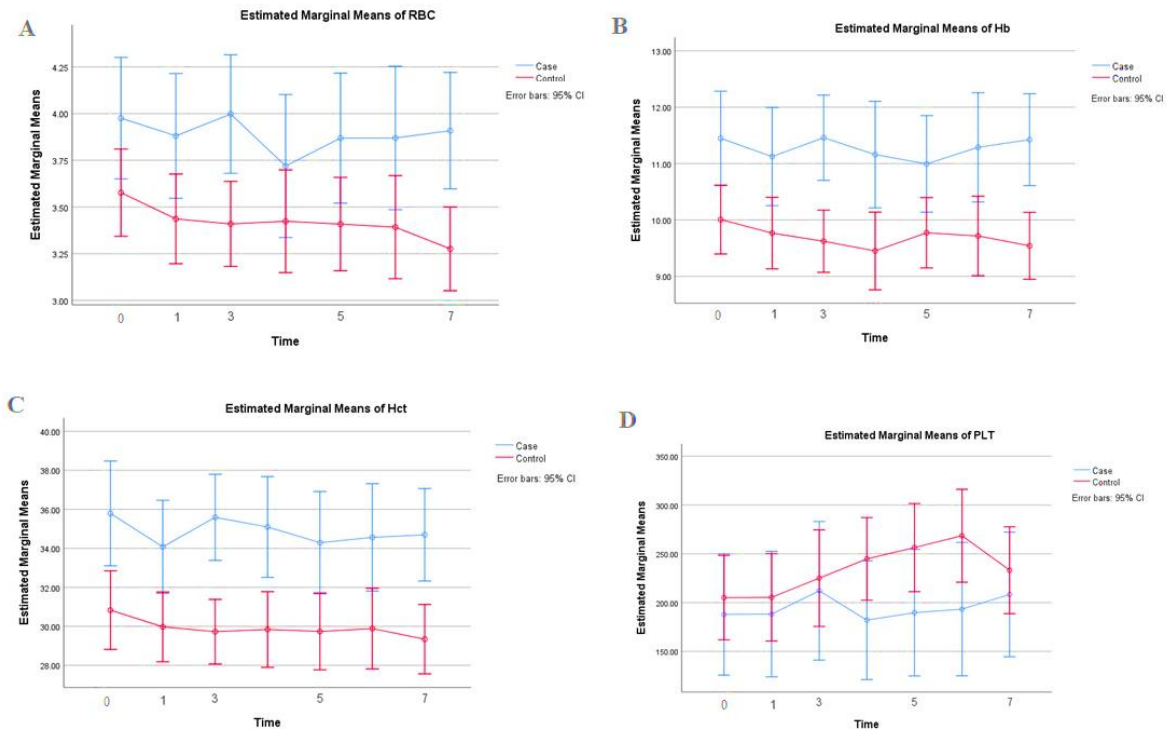 A
Estimated Marginal Means of RBC
Estimated Marginal Means
4.25
4.00
3.75
3.50
3.25
3.00
0 1 3 5 7
Time
Case
Control
Error bars: 95% CI
B
Estimated Marginal Means of Hb
Estimated Marginal Means
13.00
12.00
11.00
10.00
9.00
0 1 3 5 7
Time
Case
Control
Error bars: 95% CI
C
Estimated Marginal Means of Hct
Estimated Marginal Means
40.00
38.00
36.00
34.00
32.00
30.00
28.00
0 1 3 5 7
Time
Case
Control
Error bars: 95% CI
D
Estimated Marginal Means of PLT
Estimated Marginal Means
350.00
300.00
250.00
200.00
150.00
0 1 3 5 7
Time
Case
Control
Error bars: 95% CI